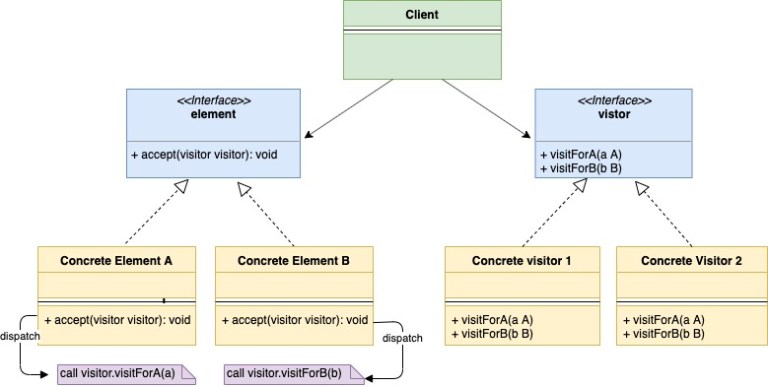 Client
<<Interface>>
element
+ accept(visitor visitor): void
<<Interface>>
vistor
+ visitForA(a A)
+ visitForB(b B)
Concrete Element A
+ accept(visitor visitor): void
Concrete Element B
+ accept(visitor visitor): void
Concrete visitor 1
+ visitForA(a A)
+ visitForB(b B)
Concrete Visitor 2
+ visitForA(a A)
+ visitForB(b B)
dispatch
dispatch
call visitor.visitForA(a)
call visitor.visitForB(b)